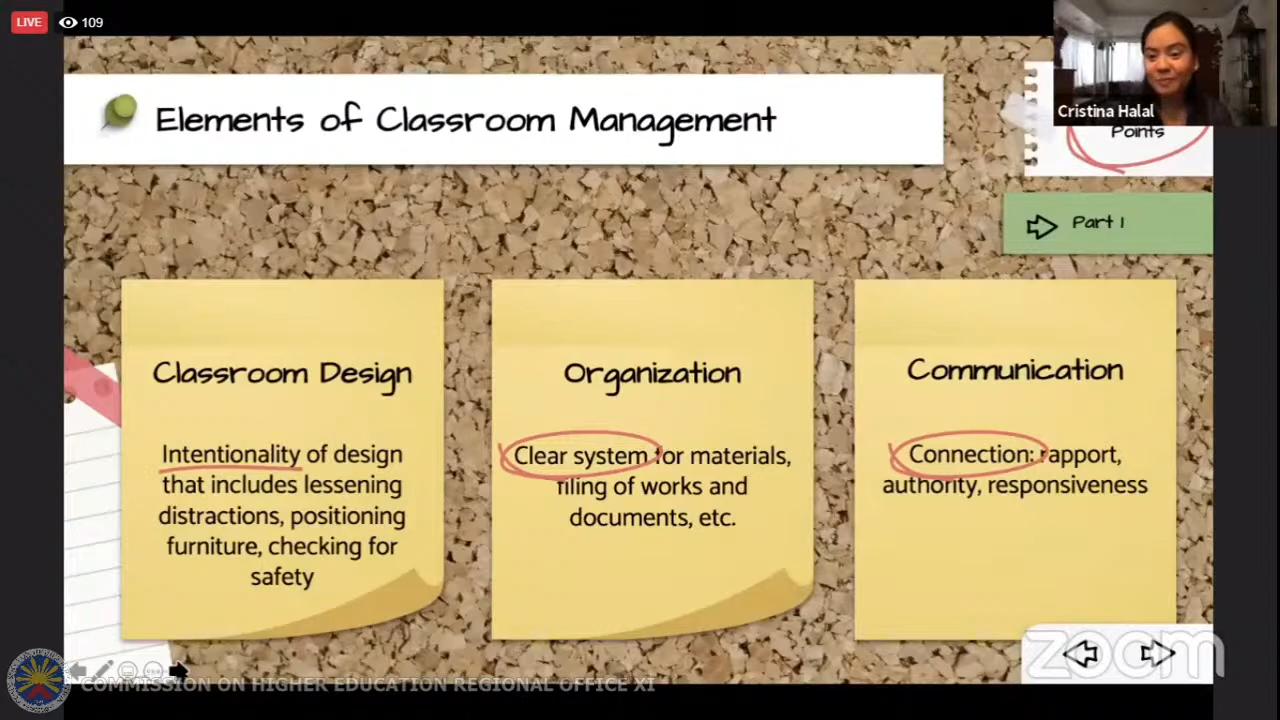 LIVE 109
Cristina Halal
Elements of Classroom Management
Points
Part 1
Classroom Design
Intentionality of design
that includes lessening
distractions, positioning
furniture, checking for
safety
Organization
Clear system for materials,
filing of works and
documents, etc.
Communication
Connection: rapport,
authority, responsiveness
zoom
COMMISSION ON HIGHER EDUCATION REGIONAL OFFICE XI